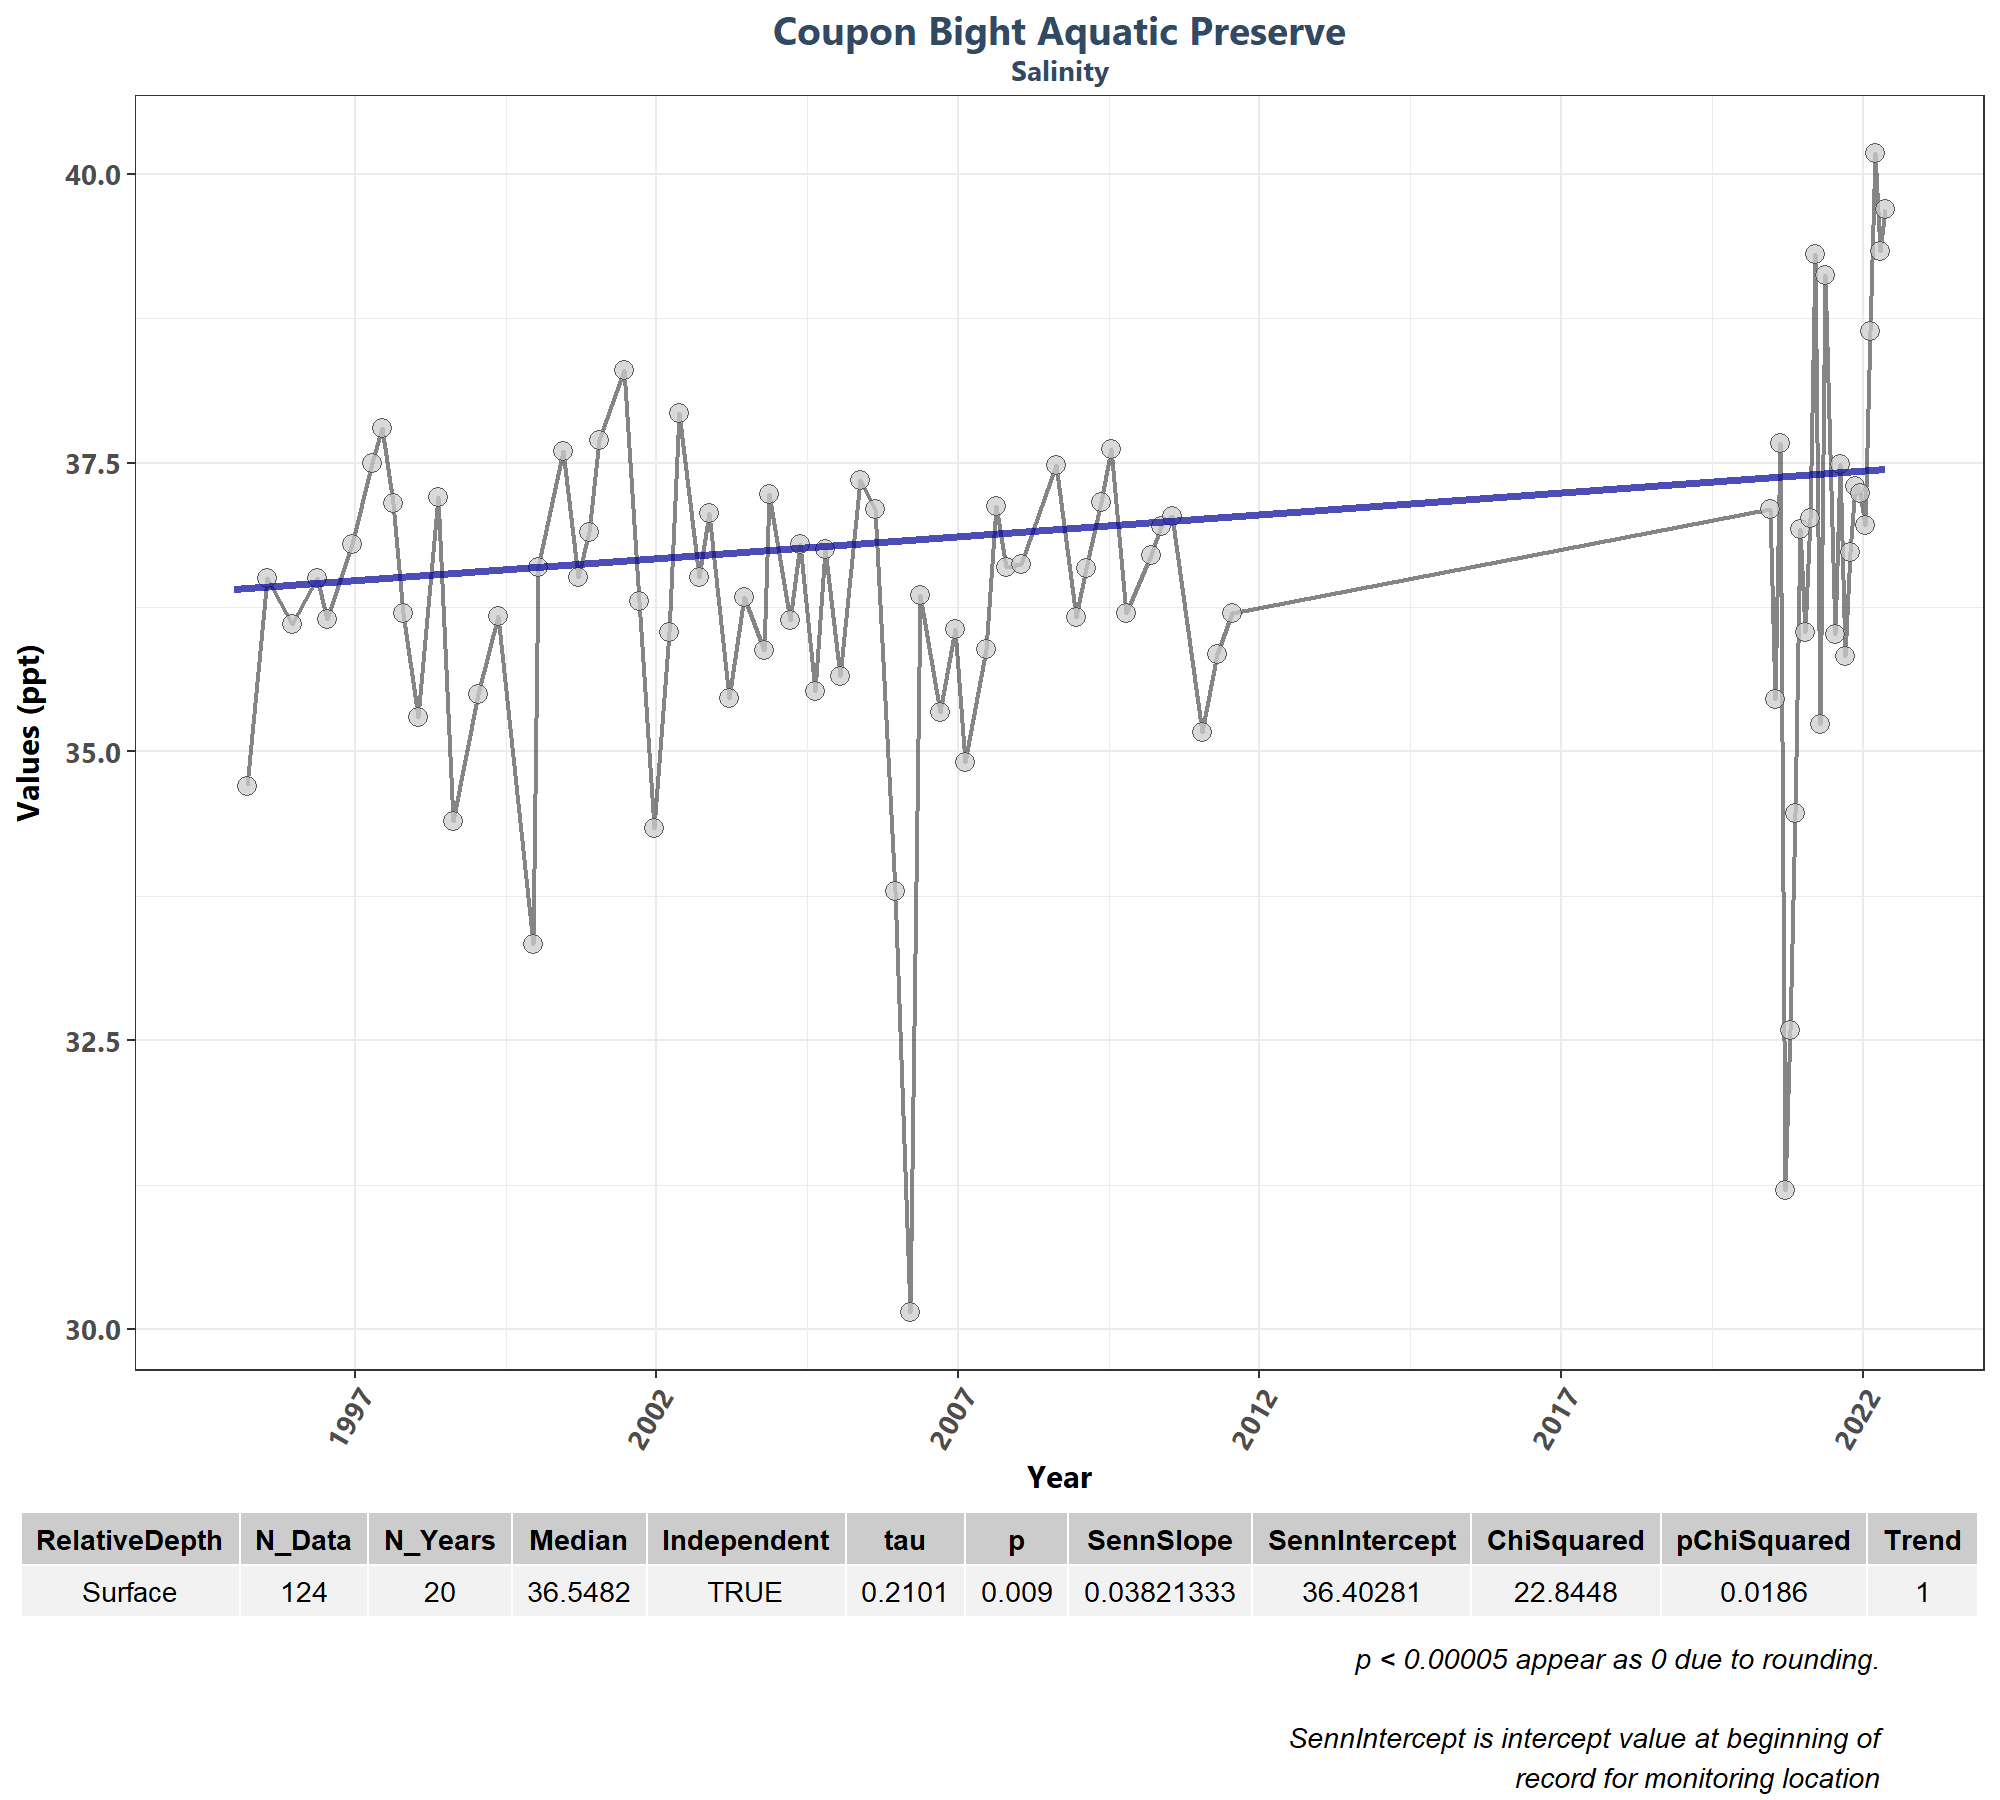 Coupon Bight Aquatic Preserve
Salinity
Values (ppt)
40.0
37.5
35.0
32.5
30.0
1997 2002 2007 2012 2017 2022
Year
RelativeDepth N_Data N_Years Median Independent tau p SennSlope SennIntercept ChiSquared pChiSquared Trend
Surface 124 20 36.5482 TRUE 0.2101 0.009 0.03821333 36.40281 22.8448 0.0186 1
p < 0.00005 appear as 0 due to rounding.
SennIntercept is intercept value at beginning of
record for monitoring location